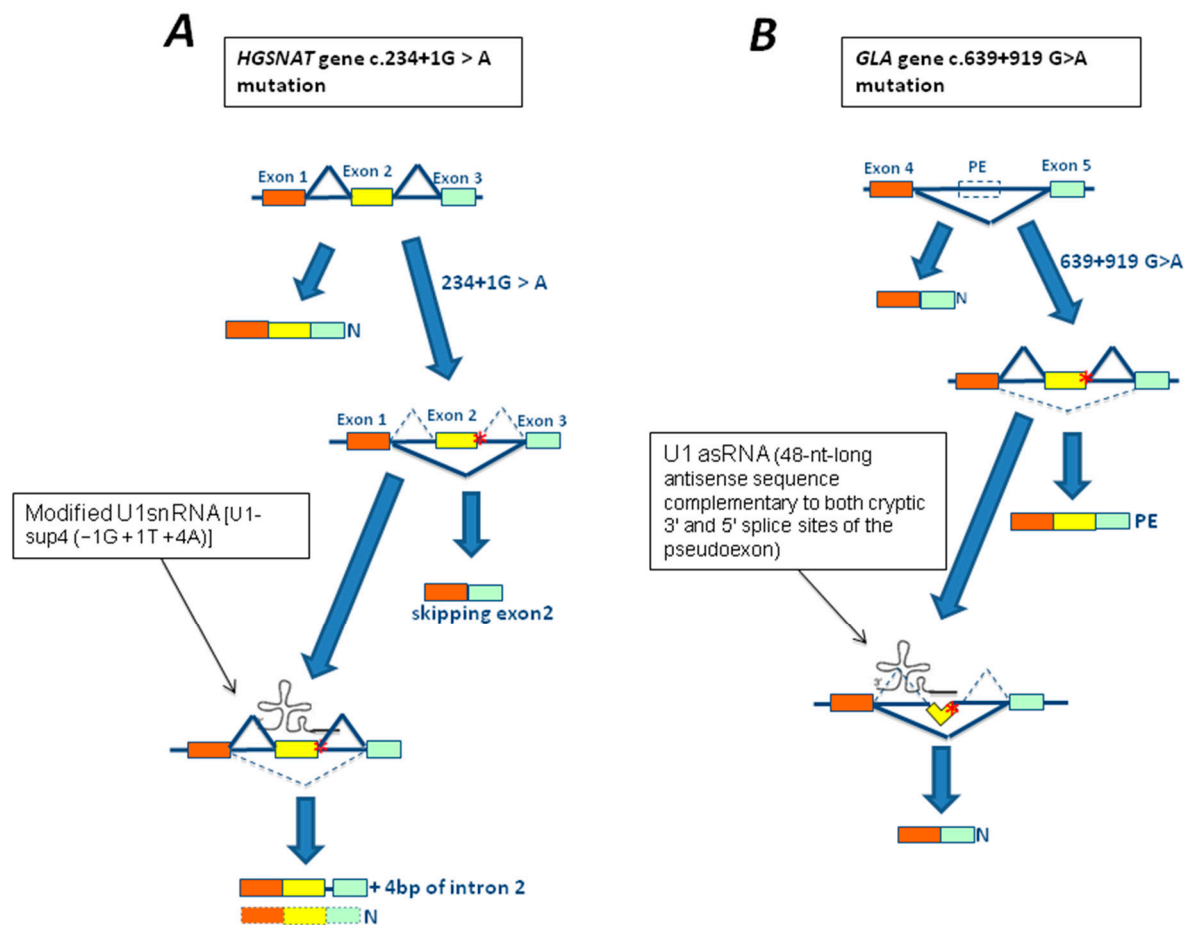 A
HGSNAT gene c.234+1G > A
mutation
Exon 1
Exon 2
Exon 3
234+1G > A
N
Exon 1
Exon 2
Exon 3
Modified U1snRNA [U1-
sup4 (−1G +1T +4A)]
skipping exon2
+ 4bp of intron 2
N
B
GLA gene c.639+919 G>A
mutation
Exon 4
PE
Exon 5
639+919 G>A
N
U1 asRNA (48-nt-long
antisense sequence
complementary to both cryptic
3' and 5' splice sites of the
pseudoexon)
PE
3'
N